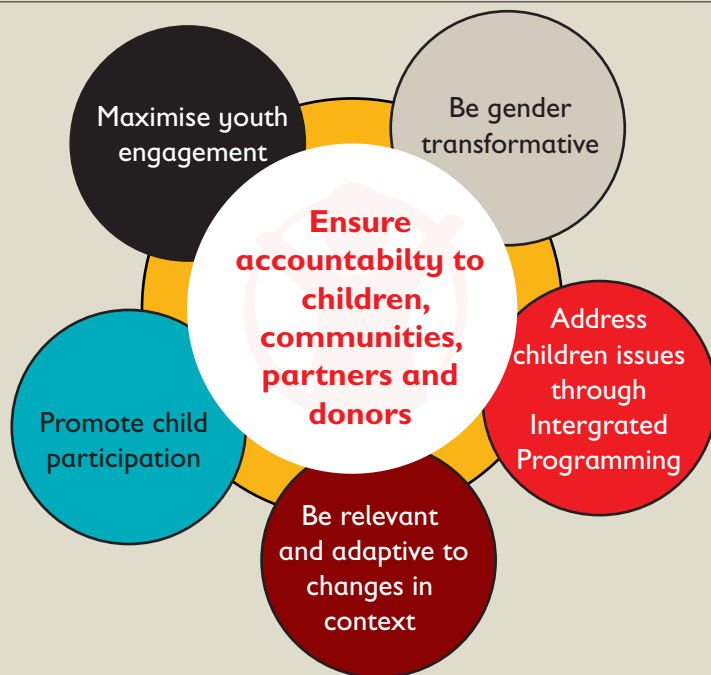 Maximise youth
engagement
Be gender
transformative
Ensure
accountabilty to
children,
communities,
partners and
donors
Address
children issues
through
Intergrated
Programming
Promote child
participation
Be relevant
and adaptive to
changes in
context